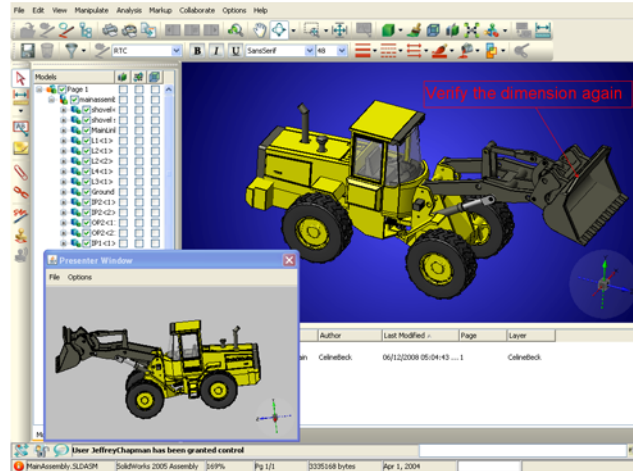 File Edit View Manipulate Analysis Markup Collaborate Options Help
RTC B I U SansSerif 48
Models
Page 1
mainassembl
shovel<
shovel s
MainLinl
L1<1>
L2<1>
L2<2>
L4<1>
L3<1>
Ground
IP2<1>
IP2<2>
OP2<1
OP2<2
IP1<1>
Verify the dimension again
Presenter Window
File Options
Author Last Modified Page Layer
ain CelineBeck 06/12/2008 05:04:43 ... 1 CelineBeck
User JeffreyChapman has been granted control
MainAssembly.SLDASM SolidWorks 2005 Assembly 169% Pg 1/1 3335168 bytes Apr 1, 2004